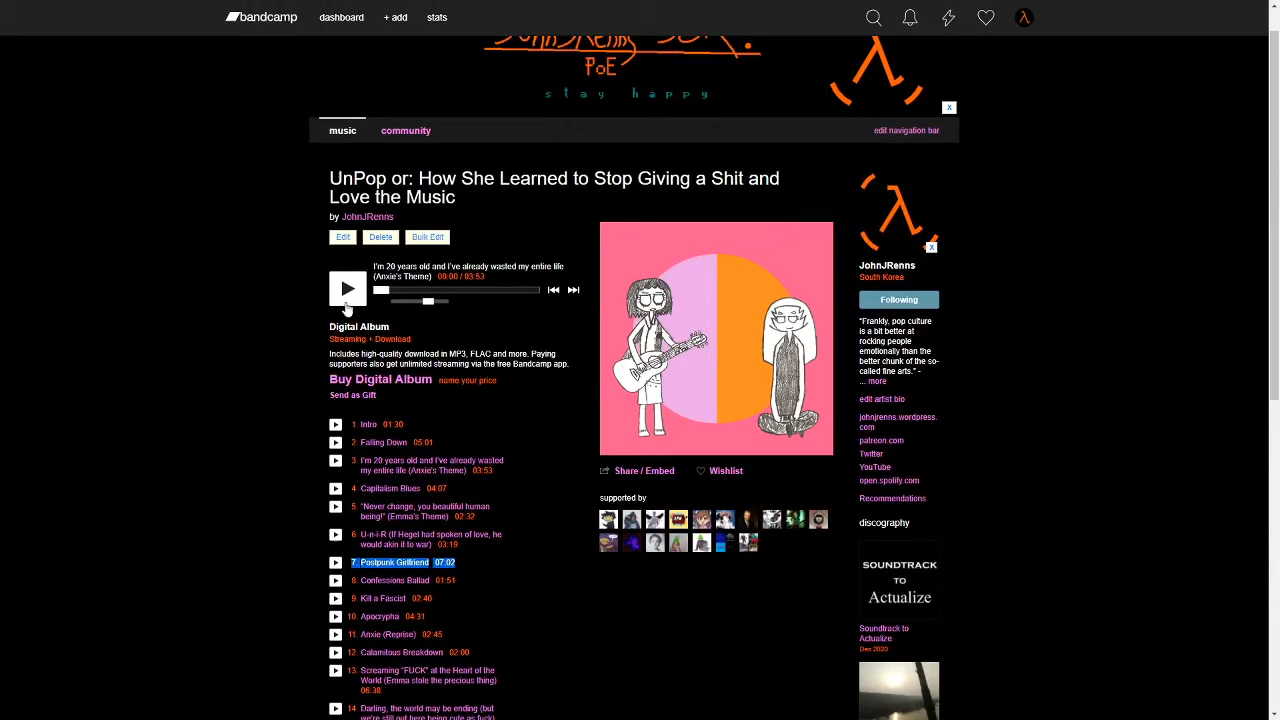 bandcamp dashboard + add stats
JohnJRenns
PoE
stay happy
X
music community edit navigation bar
UnPop or: How She Learned to Stop Giving a Shit and
Love the Music
by JohnJRenns
Edit Delete Bulk Edit
I'm 20 years old and I've already wasted my entire life
(Anxie's Theme) 00:00 / 03:53
Digital Album
Streaming + Download
Includes high-quality download in MP3, FLAC and more. Paying
supporters also get unlimited streaming via the free Bandcamp app.
Buy Digital Album name your price
Send as Gift
1. Intro 01:30
2. Falling Down 05:01
3. I'm 20 years old and I've already wasted
my entire life (Anxie's Theme) 03:53
4. Capitalism Blues 04:07
5. "Never change, you beautiful human
being!" (Emma's Theme) 02:32
6. U-n-i-R (If Hegel had spoken of love, he
would akin it to war) 03:19
7. Postpunk Girlfriend 07:02
8. Confessions Ballad 01:51
9. Kill a Fascist 02:40
10. Apocrypha 04:31
11. Anxie (Reprise) 02:45
12. Calamitous Breakdown 02:00
13. Screaming "FUCK" at the Heart of the
World (Emma stole the precious thing)
06:38
14. Darling, the world may be ending (but
we're still out here being cute as fuck)
Share / Embed Wishlist
supported by
λ
X
JohnJRenns
South Korea
Following
"Frankly, pop culture
is a bit better at
rocking people
emotionally than the
better chunk of the so-
called fine arts." -
... more
edit artist bio
johnjrenns.wordpress.
com
patreon.com
Twitter
YouTube
open.spotify.com
Recommendations
discography
SOUNDTRACK
TO
Actualize
Soundtrack to
Actualize
Dec 2020